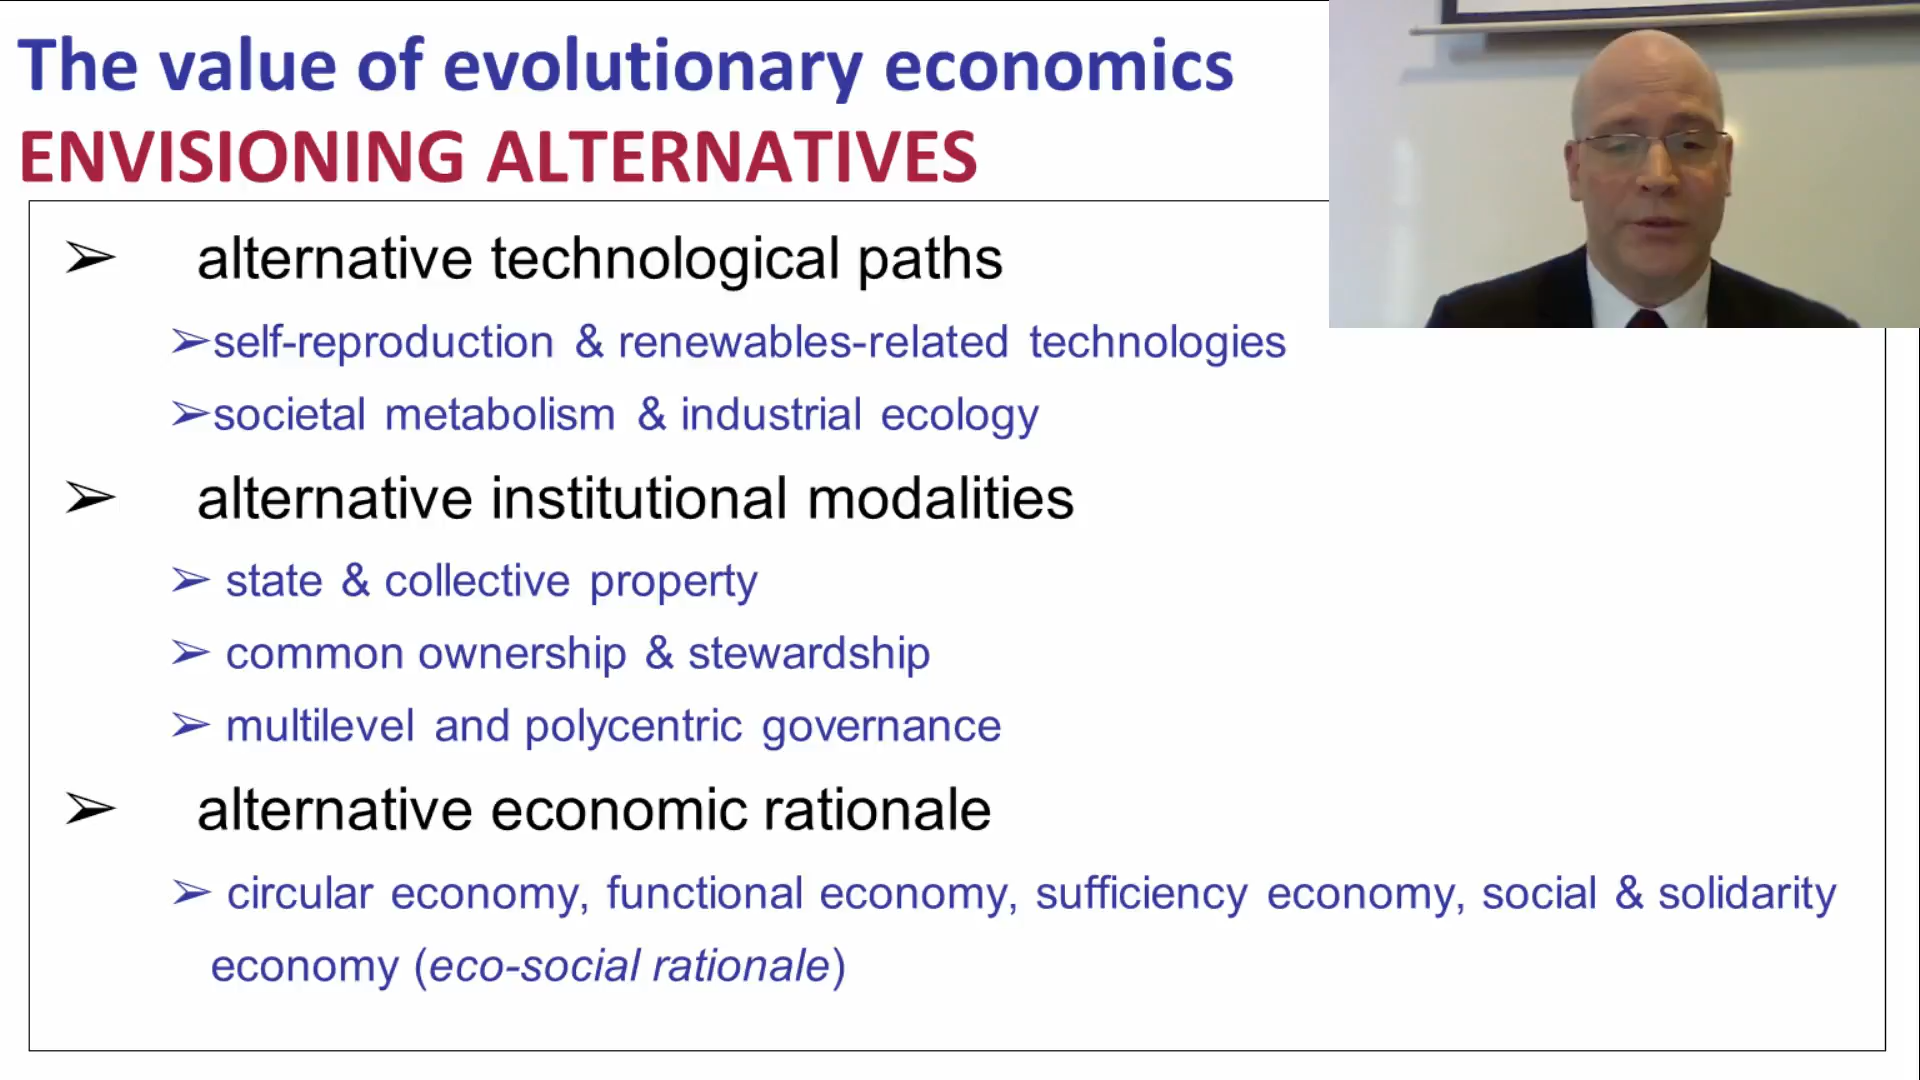 The value of evolutionary economics
ENVISIONING ALTERNATIVES
➢ alternative technological paths
➢self-reproduction & renewables-related technologies
➢societal metabolism & industrial ecology
➢ alternative institutional modalities
➢ state & collective property
➢ common ownership & stewardship
➢ multilevel and polycentric governance
➢ alternative economic rationale
➢ circular economy, functional economy, sufficiency economy, social & solidarity
economy (eco-social rationale)